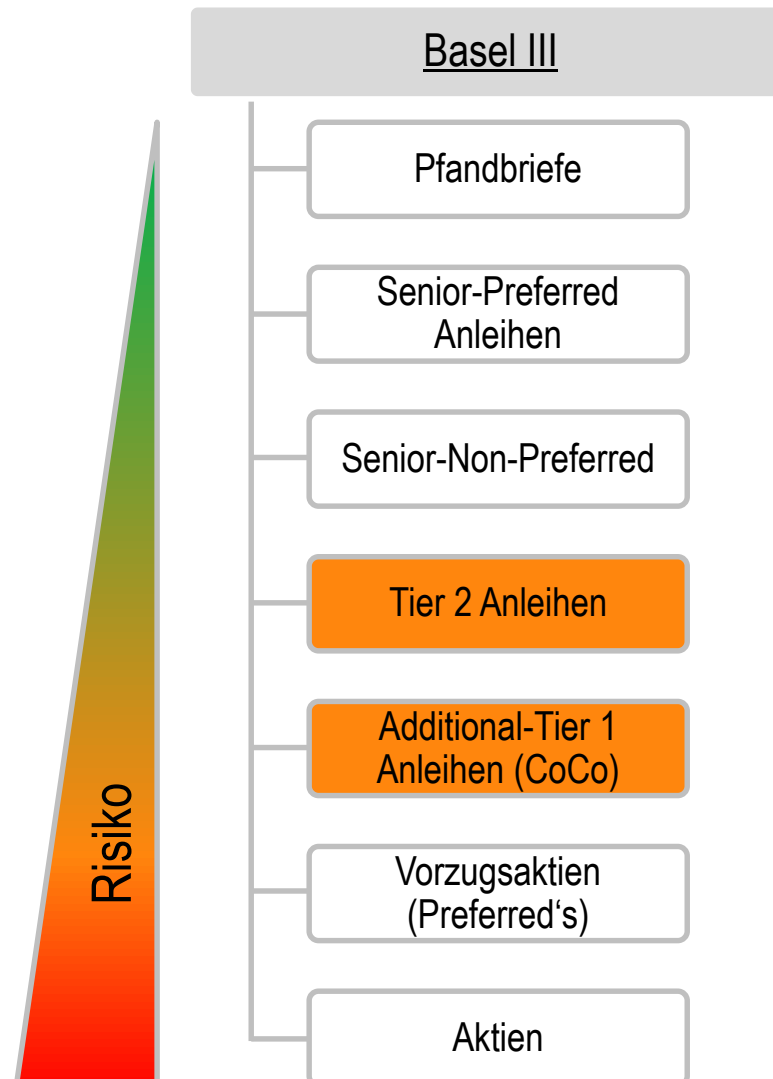 Basel III
Pfandbriefe
Senior-Preferred
Anleihen
Senior-Non-Preferred
Tier 2 Anleihen
Additional-Tier 1
Anleihen (CoCo)
Vorzugsaktien
(Preferred‘s)
Aktien
Risiko